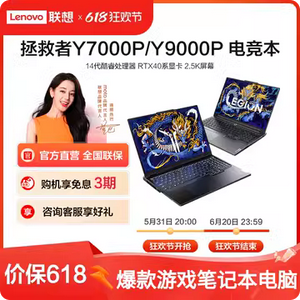 Lenovo 联想 × 618狂欢节
拯救者Y7000P/Y9000P 电竞本
14代酷睿处理器 RTX40系显卡 2.5K屏幕
LEGION
官方直营 全国联保
购机享免息 3期
咨询客服享好礼
5月31日 20:00
6月20日 23:59
狂欢节开抢
狂欢节结束
价保618
爆款游戏笔记本电脑